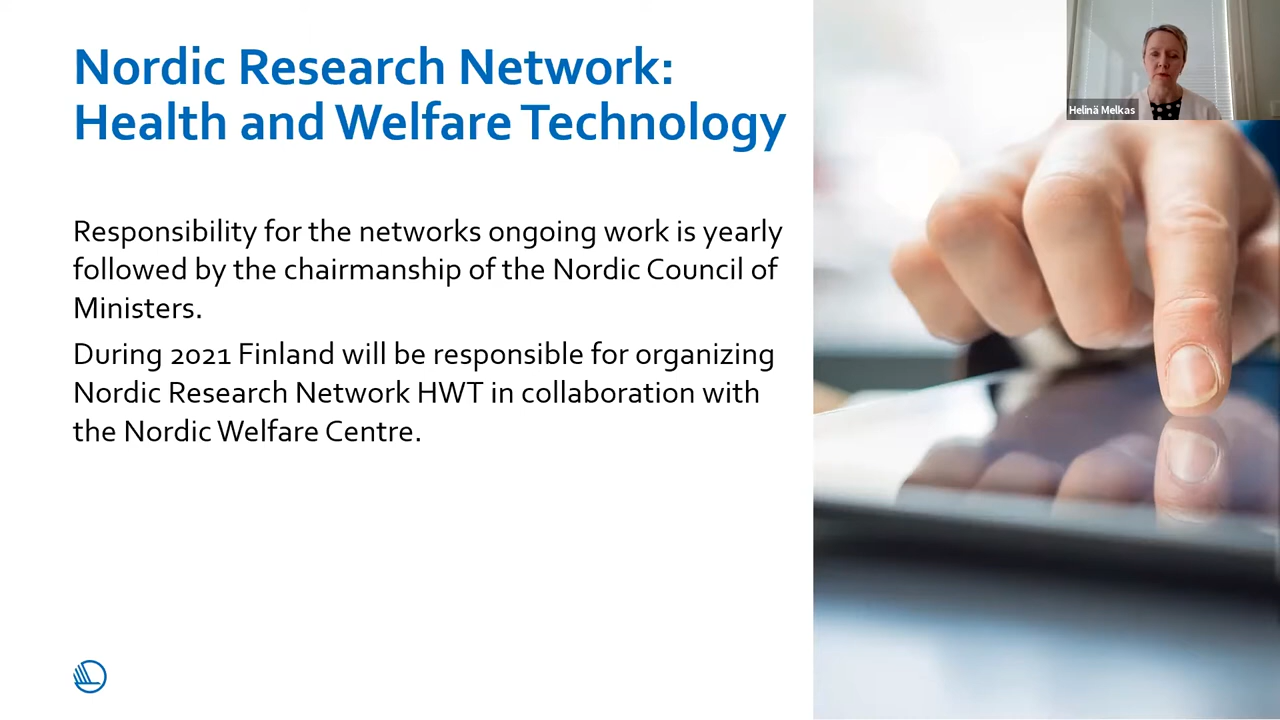 Nordic Research Network:
Health and Welfare Technology
Helinä Melkas
Responsibility for the networks ongoing work is yearly
followed by the chairmanship of the Nordic Council of
Ministers.
During 2021 Finland will be responsible for organizing
Nordic Research Network HWT in collaboration with
the Nordic Welfare Centre.